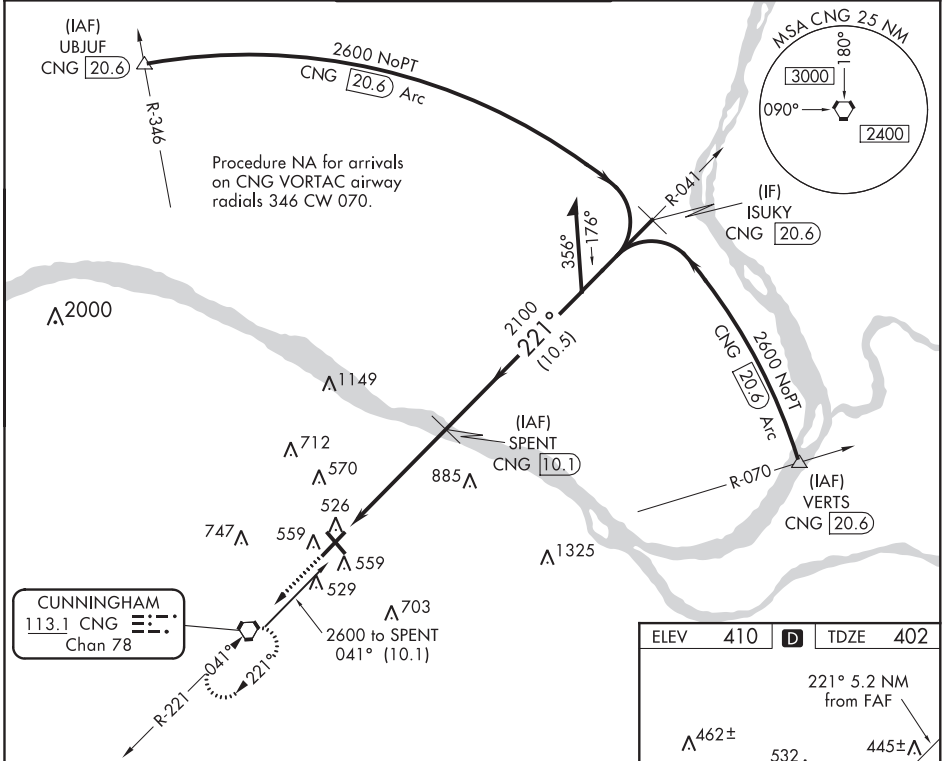 (IAF)
UBJUF
CNG 20.6
R-346
2600 NoPT
CNG 20.6 Arc
MSA CNG 25 NM
180°
3000
090°
2400
Procedure NA for arrivals
on CNG VORTAC airway
radials 346 CW 070.
R-041
(IF)
ISUKY
CNG 20.6
356°
176°
2100
221°
(10.5)
2600 NoPT
CNG 20.6 Arc
2000
1149
(IAF)
SPENT
CNG 10.1
712
570
885
R-070
(IAF)
VERTS
CNG 20.6
526
747
559
559
529
1325
703
CUNNINGHAM
113.1 CNG
Chan 78
2600 to SPENT
041° (10.1)
041°
221°
R-221
ELEV 410 D TDZE 402
221° 5.2 NM
from FAF
462±
532
445±